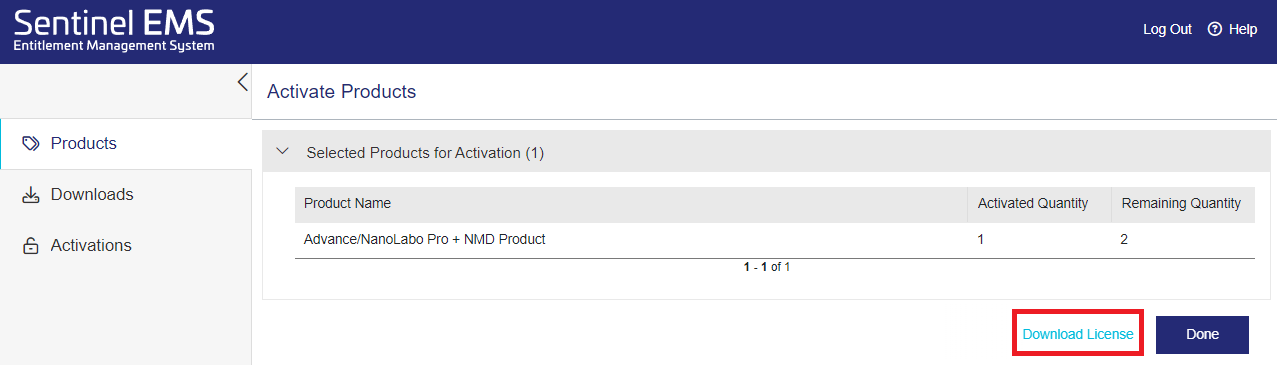 Sentinel EMS
Entitlement Management System
Log Out
Help
Activate Products
Products
Downloads
Activations
Selected Products for Activation (1)
Product Name Activated Quantity Remaining Quantity
Advance/NanoLabo Pro + NMD Product 1 2
1 - 1 of 1
Download License
Done